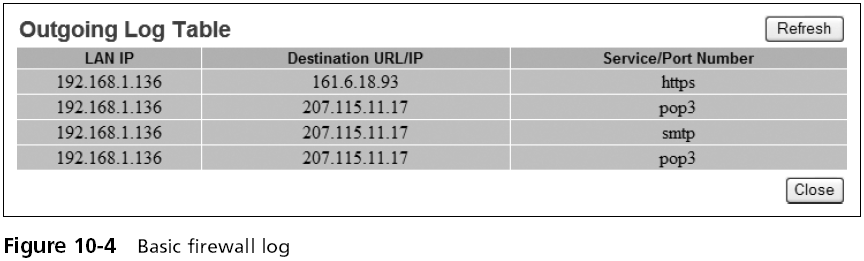 Outgoing Log Table
Refresh
LAN IP Destination URL/IP Service/Port Number
192.168.1.136 161.6.18.93 https
192.168.1.136 207.115.11.17 pop3
192.168.1.136 207.115.11.17 smtp
192.168.1.136 207.115.11.17 pop3
Close
Figure 10-4 Basic firewall log